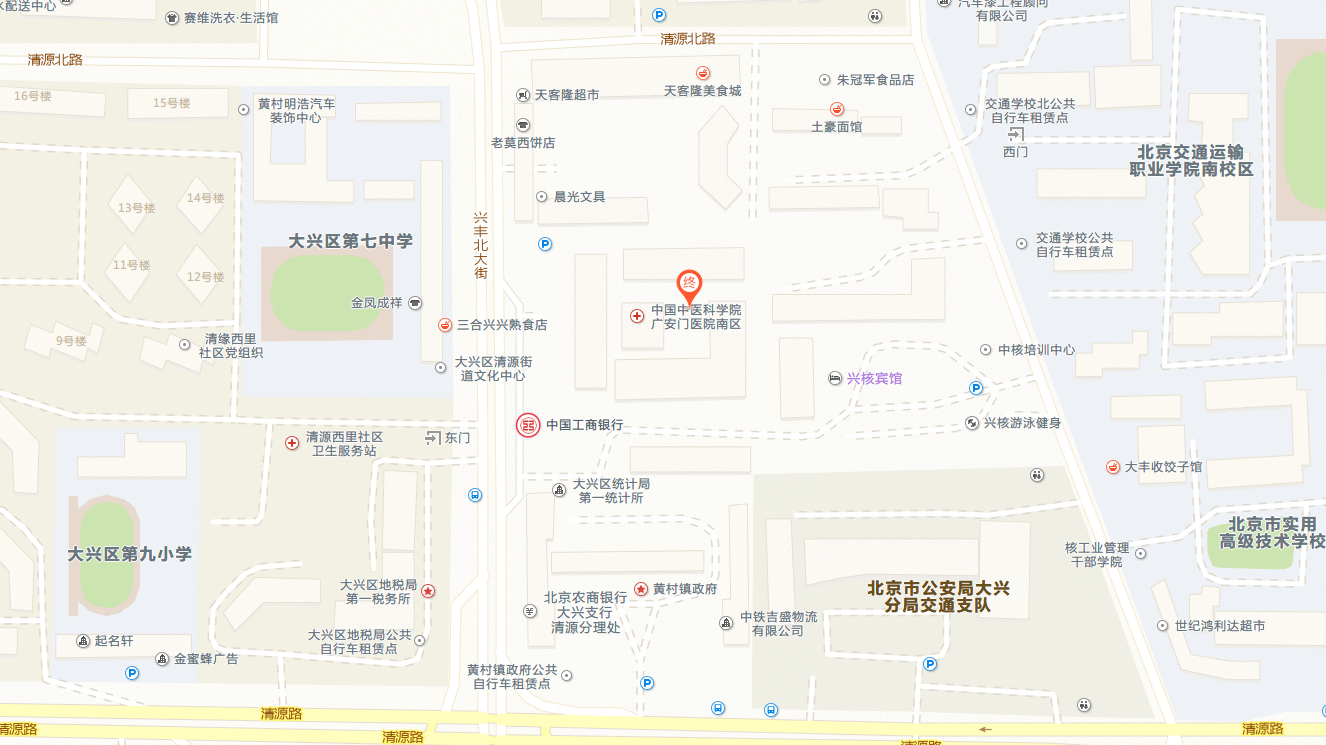 水配送中心
赛维洗衣·生活馆
P
汽车漆工程顾问
有限公司
清源北路
清源北路
16号楼
15号楼
黄村明浩汽车
装饰中心
天客隆超市
天客隆美食城
朱冠军食品店
土豪面馆
老莫西饼店
交通学校北公共
自行车租赁点
西门
北京交通运输
职业学院南校区
13号楼
14号楼
晨光文具
大兴区第七中学
兴丰北大街
P
交通学校公共
自行车租赁点
11号楼
12号楼
终
金凤成祥
中国中医科学院
广安门医院南区
三合兴兴熟食店
9号楼
清缘西里
社区党组织
大兴区清源街
道文化中心
中核培训中心
兴核宾馆
P
中国工商银行
兴核游泳健身
清源西里社区
卫生服务站
东门
大丰收饺子馆
大兴区统计局
第一统计所
北京市实用
高级技术学校
大兴区第九小学
核工业管理
干部学院
大兴区地税局
第一税务所
黄村镇政府
北京市公安局大兴
分局交通支队
北京农商银行
大兴支行
清源分理处
中铁吉盛物流
有限公司
世纪鸿利达超市
起名轩
大兴区地税局公共
自行车租赁点
金蜜蜂广告
P
黄村镇政府公共
自行车租赁点
P
P
清源路
清源路
清源路
清源路
清源路